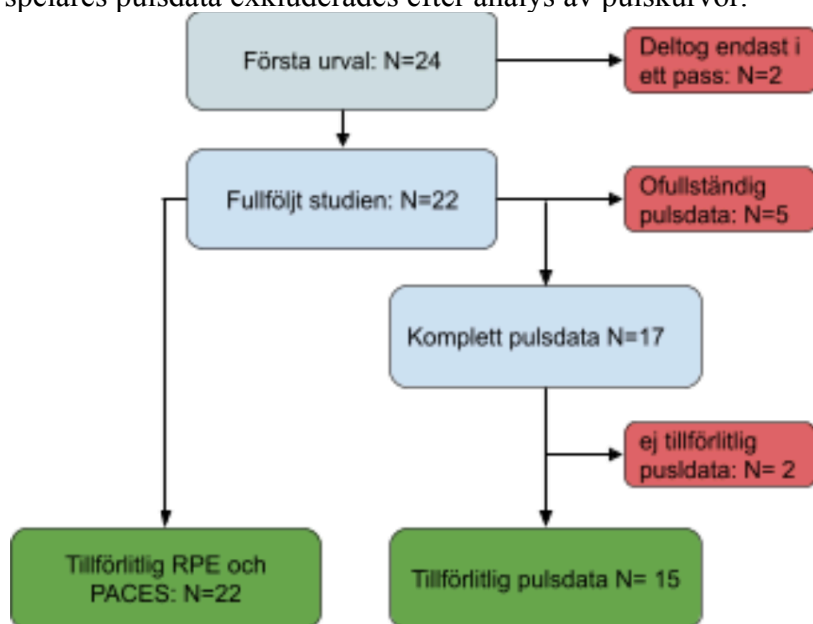 spelares pulsdata exkluderades efter analys av pulskurvor.
Första urval: N=24
Deltog endast i
ett pass: N=2
Fullföljt studien: N=22
Ofullständig
pulsdata: N=5
Komplett pulsdata N=17
ej tillförlitlig
pusldata: N= 2
Tillförlitlig RPE och
PACES: N=22
Tillförlitlig pulsdata N= 15